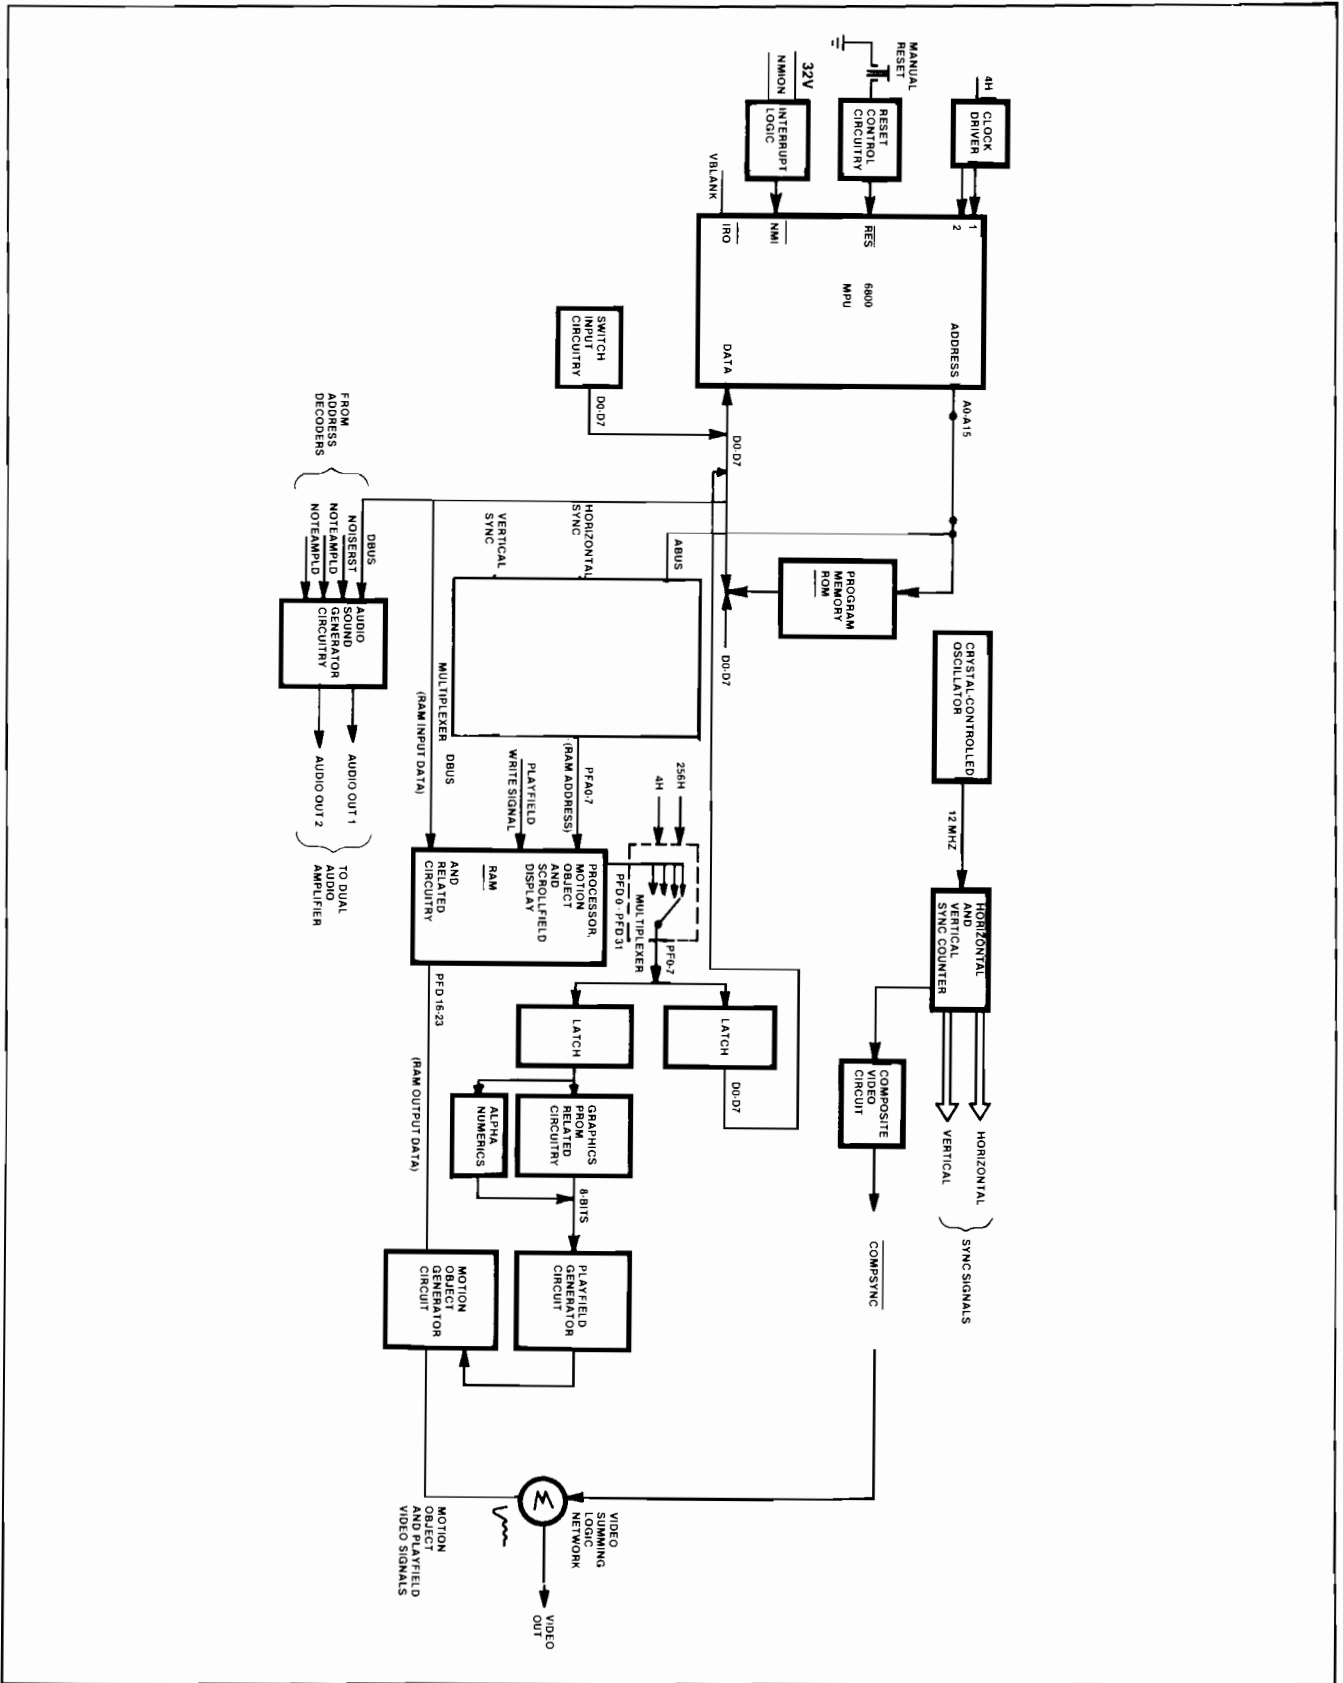 4H
CLOCK
DRIVER
MANUAL
RESET
RESET
CONTROL
CIRCUITRY
32V
NMION
INTERRUPT
LOGIC
VBLANK
1
2
RES
NMI
IRO
6800
MPU
ADDRESS
DATA
A0-A15
D0-D7
SWITCH
INPUT
CIRCUITRY
D0-D7
PROGRAM
MEMORY
ROM
D0-D7
ABUS
HORIZONTAL
SYNC
VERTICAL
SYNC
FROM
ADDRESS
DECODERS
DBUS
NOISERST
NOTEAMPLD
NOTEAMPLD
AUDIO
SOUND
GENERATOR
CIRCUITRY
AUDIO OUT 1
AUDIO OUT 2
TO DUAL
AUDIO
AMPLIFIER
MULTIPLEXER
DBUS
(RAM INPUT DATA)
CRYSTAL-CONTROLLED
OSCILLATOR
12 MHZ
HORIZONTAL
AND
VERTICAL
SYNC COUNTER
HORIZONTAL
VERTICAL
SYNC SIGNALS
COMPOSITE
VIDEO
CIRCUIT
COMPSYNC
256H
4H
MULTIPLEXER
PFA0-7
(RAM ADDRESS)
PLAYFIELD
WRITE SIGNAL
PROCESSOR,
MOTION
OBJECT
AND
SCROLLFIELD
DISPLAY
RAM
AND
RELATED
CIRCUITRY
PFD 0 - PFD 31
PF0-7
LATCH
D0-D7
LATCH
GRAPHICS
PROM
RELATED
CIRCUITRY
ALPHA
NUMERICS
8-BITS
PFD 16-23
(RAM OUTPUT DATA)
PLAYFIELD
GENERATOR
CIRCUIT
MOTION
OBJECT
GENERATOR
CIRCUIT
VIDEO
SUMMING
LOGIC
NETWORK
Σ
MOTION
OBJECT
AND PLAYFIELD
VIDEO SIGNALS
VIDEO
OUT